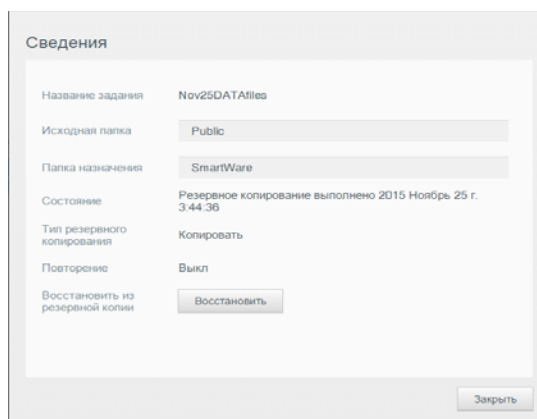 Сведения
Название задания Nov25DATAfiles
Исходная папка Public
Папка назначения SmartWare
Состояние Резервное копирование выполнено 2015 Ноябрь 25 г.
3:44:36
Тип резервного
копирования Копировать
Повторение Выкл
Восстановить из
резервной копии Восстановить
Закрыть